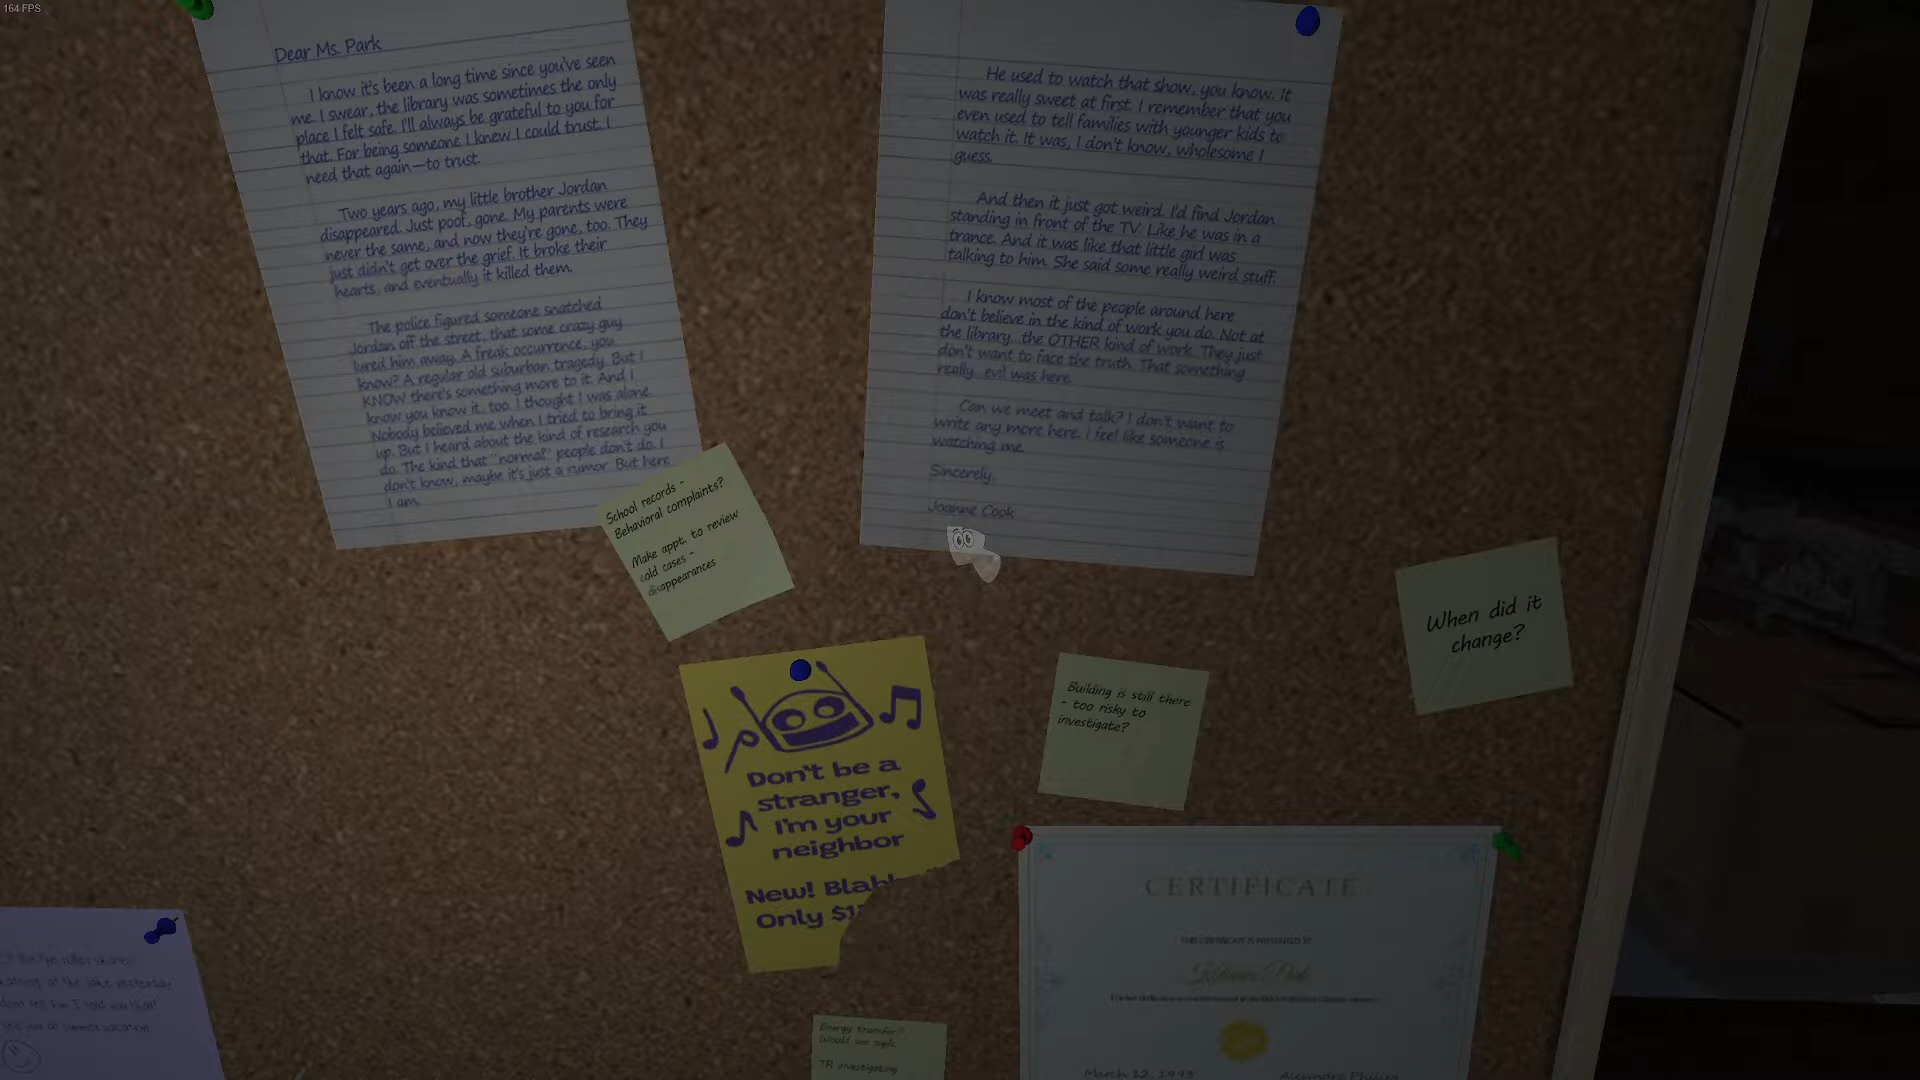 164 FPS
Dear Ms. Park
I know it's been a long time since you've seen
me. I swear, the library was sometimes the only
place I felt safe. I'll always be grateful to you for
that. For being someone I knew I could trust. I
need that again—to trust.
Two years ago, my little brother Jordan
disappeared. Just poof, gone. My parents were
never the same, and now they're gone, too. They
just didn't get over the grief. It broke their
hearts, and eventually it killed them.
The police figured someone snatched
Jordan off the street, that some crazy guy
lured him away. A freak occurrence, you
know? A regular old suburban tragedy. But I
KNOW there's something more to it. And I
know you know it, too. I thought I was alone.
Nobody believed me when I tried to bring it
up. But I heard about the kind of research you
do. The kind that "normal" people don't do. I
don't know, maybe it's just a rumor. But here
I am.
He used to watch that show, you know. It
was really sweet at first. I remember that you
even used to tell families with younger kids to
watch it. It was, I don't know, wholesome I
guess.
And then it just got weird. I'd find Jordan
standing in front of the TV. Like he was in a
trance. And it was like that little girl was
talking to him. She said some really weird stuff.
I know most of the people around here
don't believe in the kind of work you do. Not at
the library...the OTHER kind of work. They just
don't want to face the truth. That something
really...evil was here.
Can we meet and talk? I don't want to
write any more here. I feel like someone is
watching me.
Sincerely,
Joanne Cook
School records -
Behavioral complaints?
Make appt. to review
cold cases -
disappearances
When did it
change?
Building is still there
- too risky to
investigate?
Don't be a
stranger,
I'm your
neighbor
New! Blabb
Only $1
CERTIFICATE
THIS CERTIFICATE IS PRESENTED TO
March 12, 1993
Energy transfer?
Would use
TR investigating